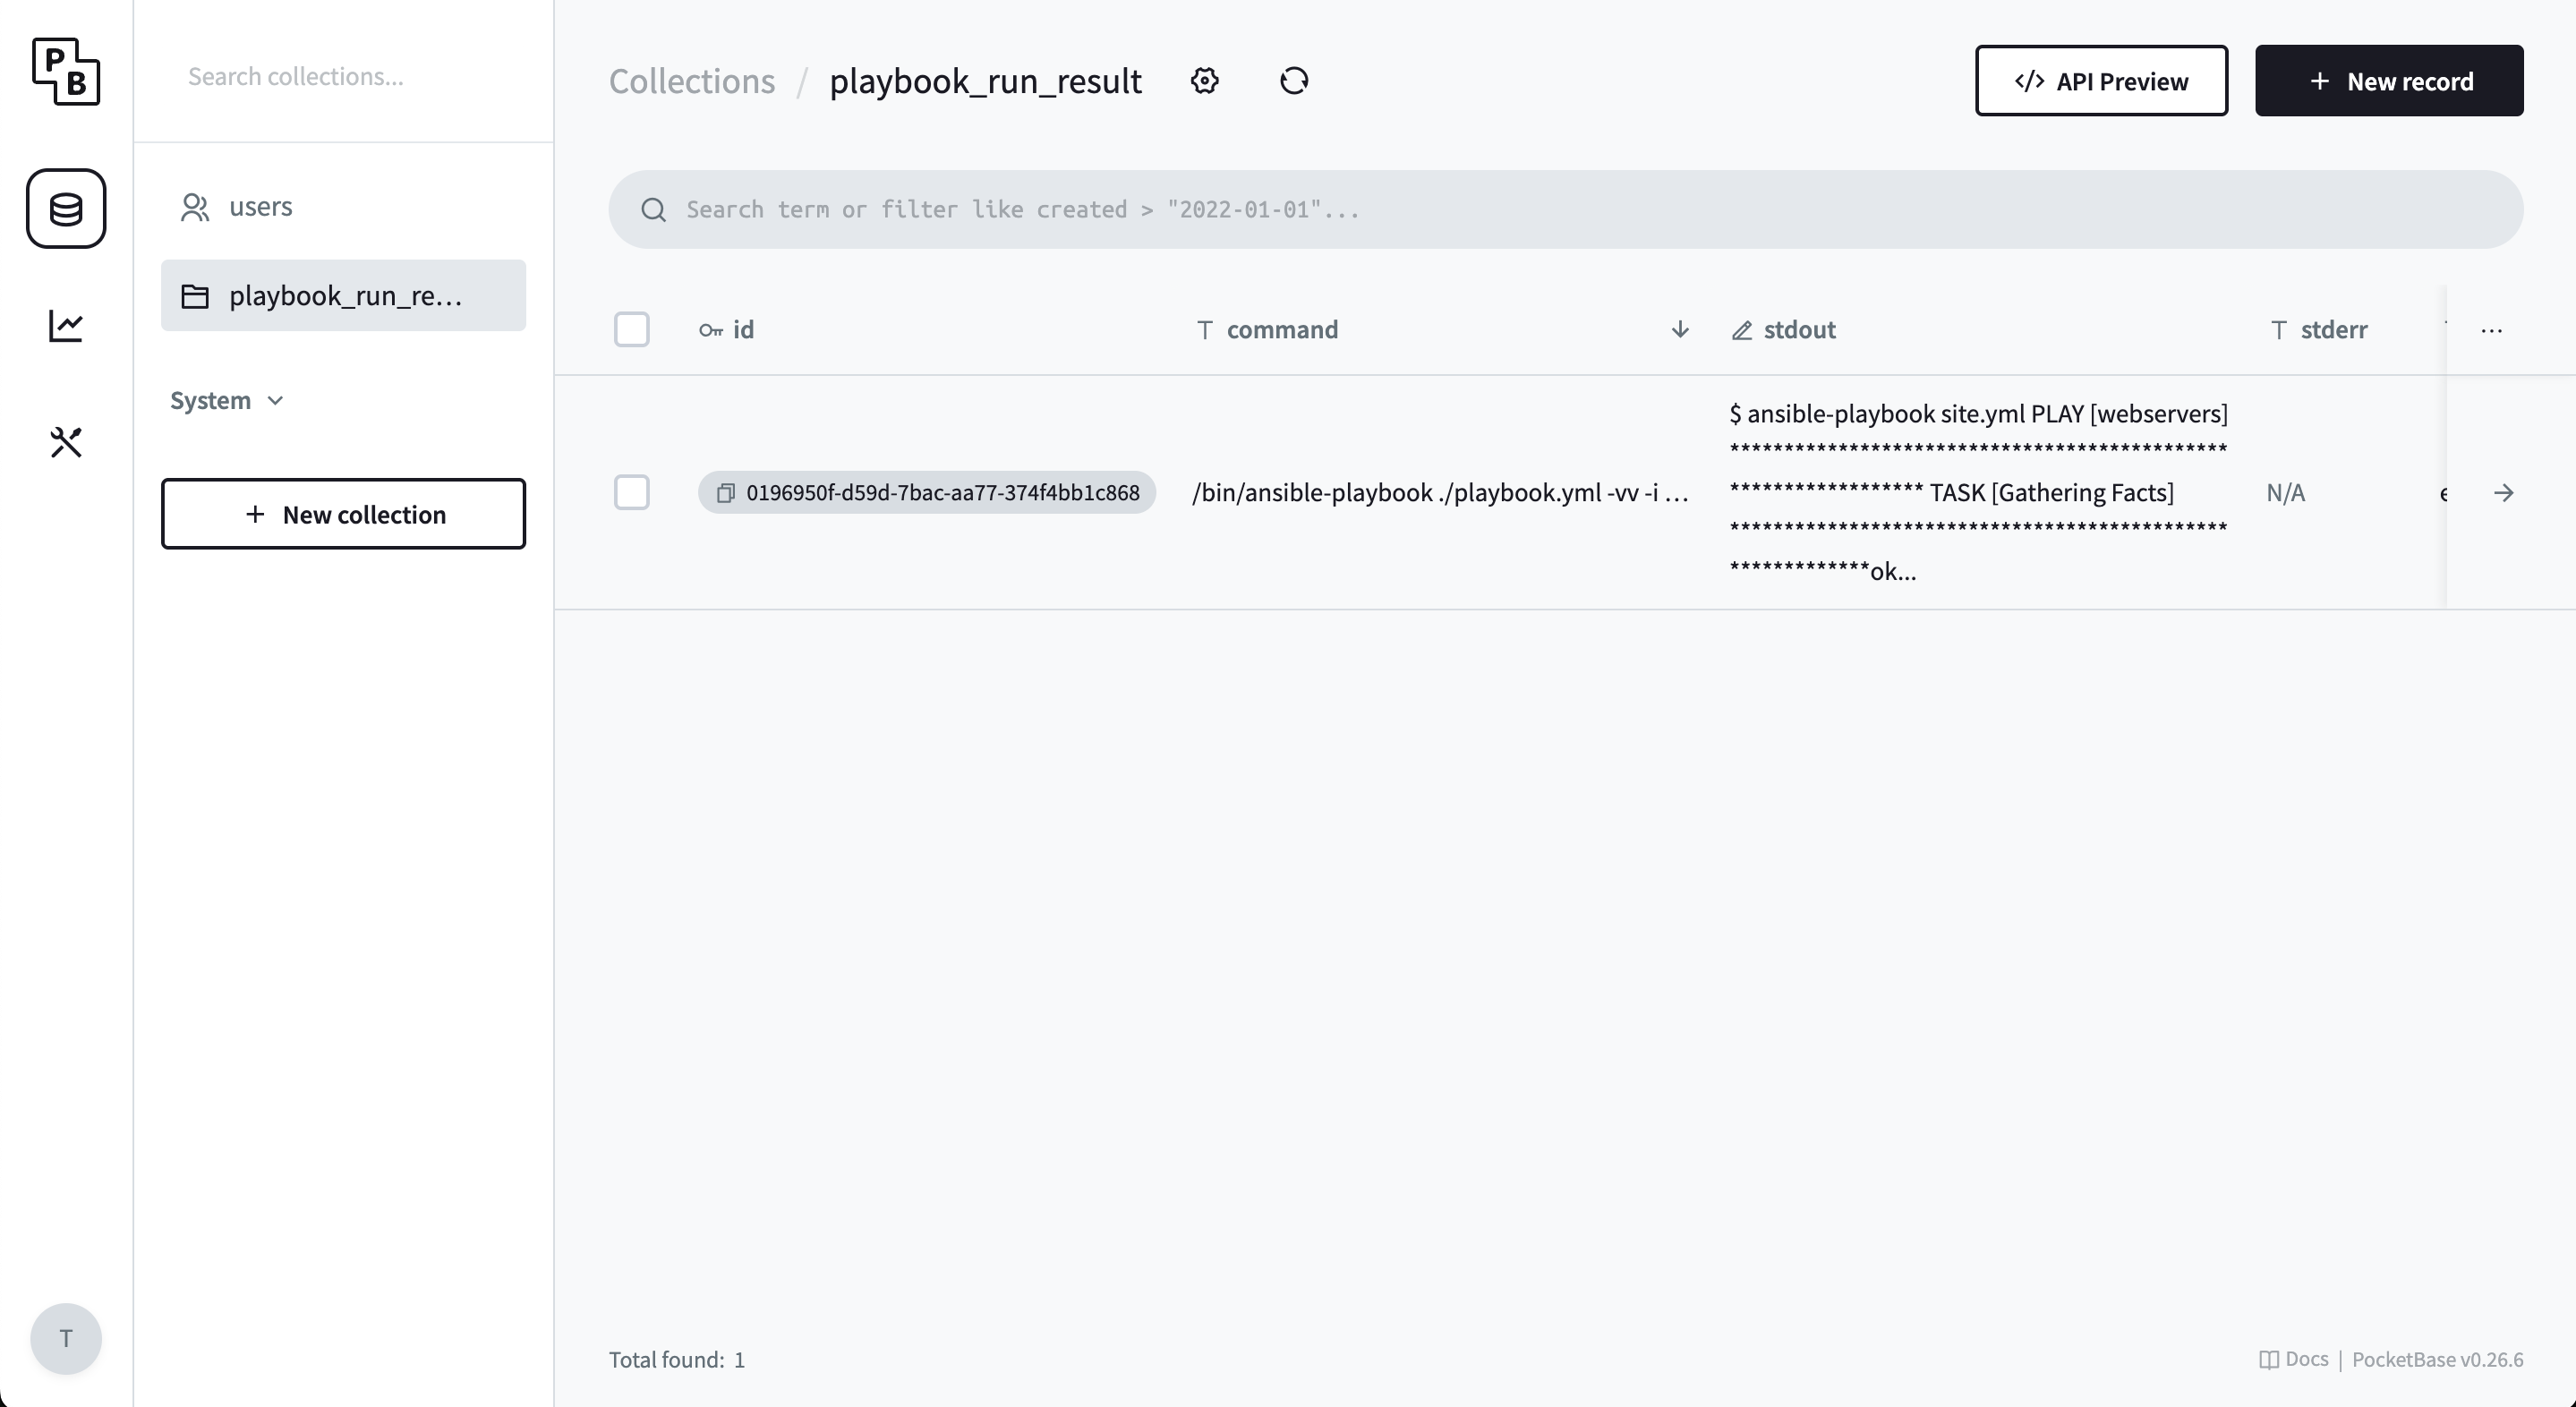 P
B
Search collections...
users
playbook_run_re...
System
+ New collection
T
Collections / playbook_run_result
</> API Preview
+ New record
Search term or filter like created > "2022-01-01"...
id
command
stdout
T stderr
...
0196950f-d59d-7bac-aa77-374f4bb1c868
/bin/ansible-playbook ./playbook.yml -vv -i ...
$ ansible-playbook site.yml PLAY [webservers]
**********************************************
****************** TASK [Gathering Facts]
**********************************************
*************ok...
N/A
Total found: 1
Docs | PocketBase v0.26.6